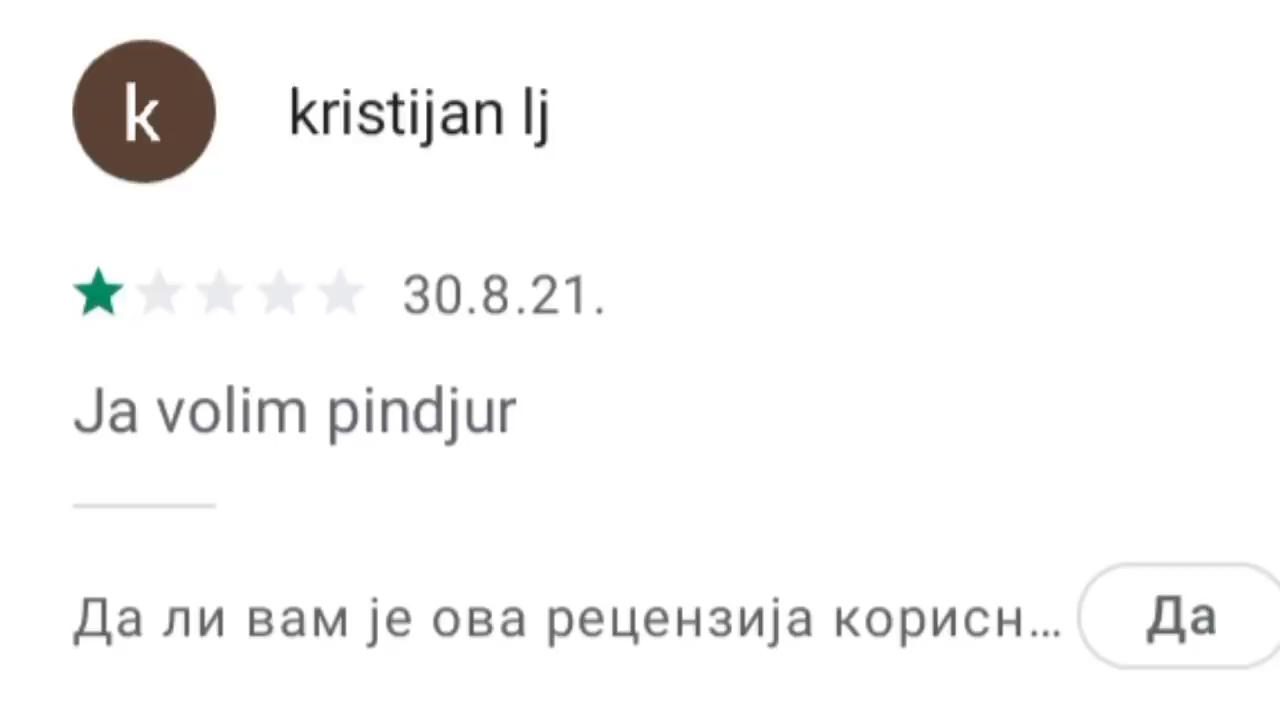 k
kristijan lj
30.8.21.
Ja volim pindjur
Да ли вам је ова рецензија корисн...
Да